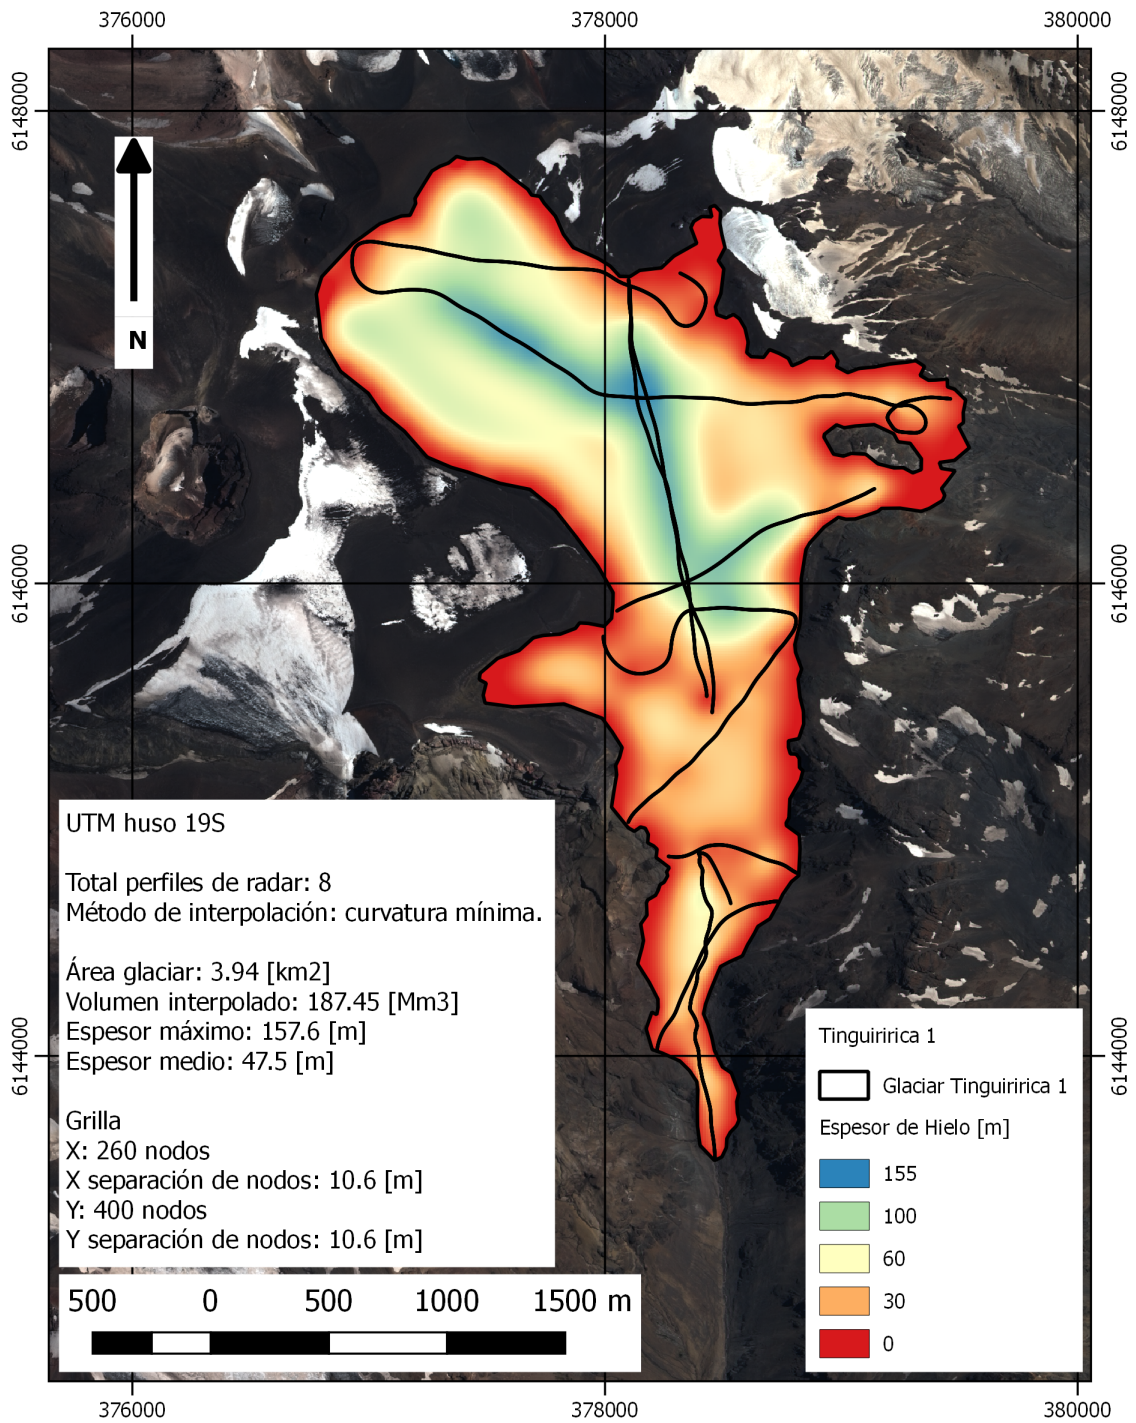 376000
378000
380000
6148000
6148000
N
6146000
6146000
UTM huso 19S
Total perfiles de radar: 8
Método de interpolación: curvatura mínima.
Área glaciar: 3.94 [km2]
Volumen interpolado: 187.45 [Mm3]
Espesor máximo: 157.6 [m]
Espesor medio: 47.5 [m]
Grilla
X: 260 nodos
X separación de nodos: 10.6 [m]
Y: 400 nodos
Y separación de nodos: 10.6 [m]
6144000
6144000
Tinguiririca 1
Glaciar Tinguiririca 1
Espesor de Hielo [m]
155
100
60
30
0
500 0 500 1000 1500 m
376000
378000
380000